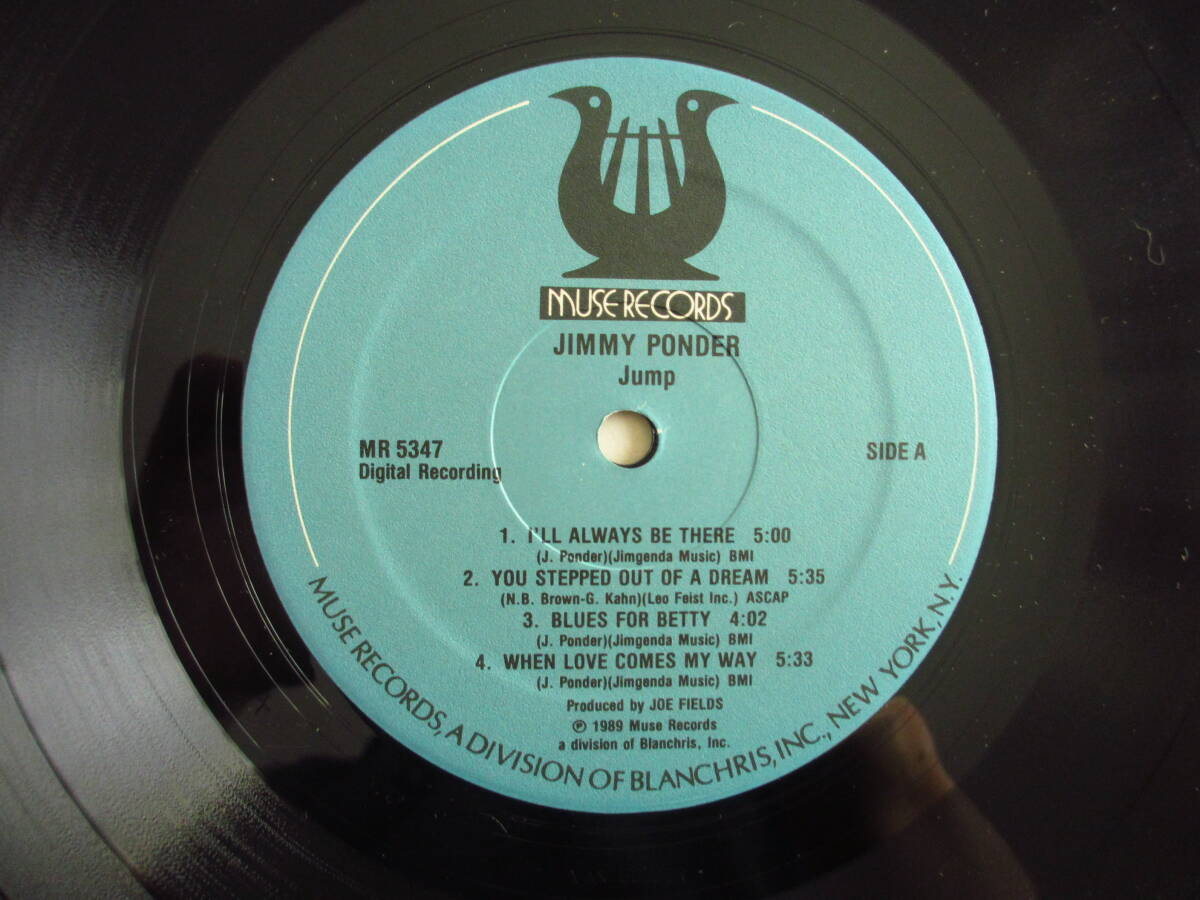 MUSE RECORDS
JIMMY PONDER
Jump
MR 5347
Digital Recording
SIDE A
1. I'LL ALWAYS BE THERE 5:00
(J. Ponder)(Jimgenda Music) BMI
2. YOU STEPPED OUT OF A DREAM 5:35
(N.B. Brown-G. Kahn)(Leo Feist Inc.) ASCAP
3. BLUES FOR BETTY 4:02
(J. Ponder)(Jimgenda Music) BMI
4. WHEN LOVE COMES MY WAY 5:33
(J. Ponder)(Jimgenda Music) BMI
Produced by JOE FIELDS
℗ 1989 Muse Records
a division of Blanchris, Inc.
MUSE RECORDS, A DIVISION OF BLANCHRIS, INC., NEW YORK, N.Y.